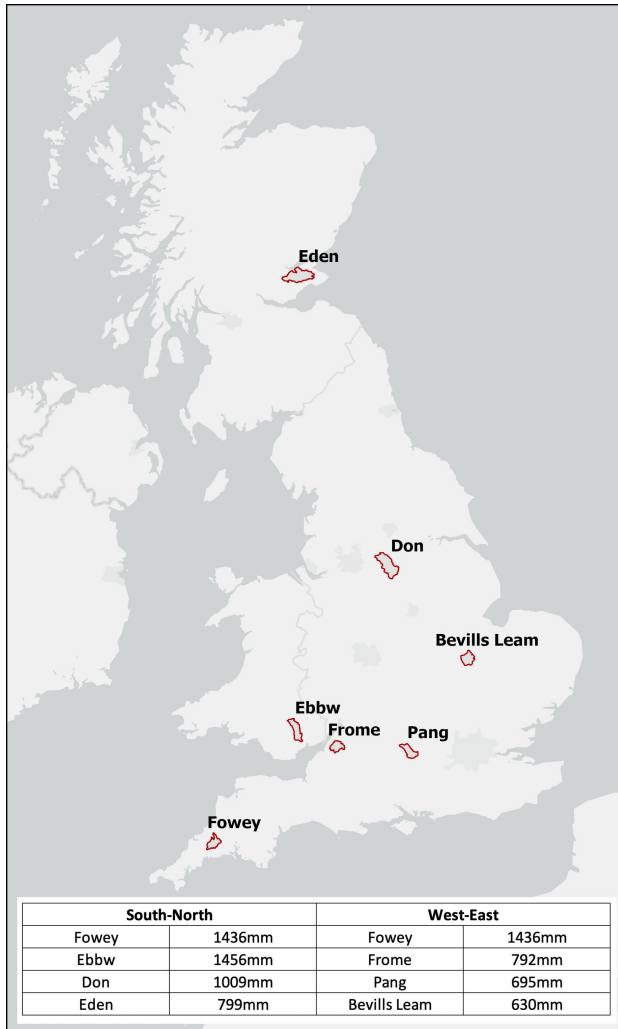 Eden
Don
Bevills Leam
Ebbw
Frome
Pang
Fowey
South-North West-East
Fowey 1436mm Fowey 1436mm
Ebbw 1456mm Frome 792mm
Don 1009mm Pang 695mm
Eden 799mm Bevills Leam 630mm